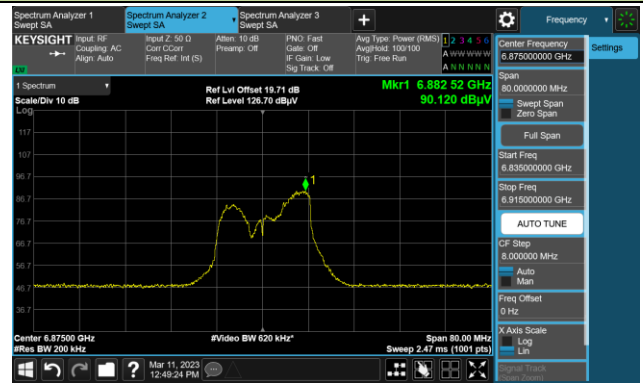 Spectrum Analyzer 1
Swept SA
Spectrum Analyzer 2
Swept SA
Spectrum Analyzer 3
Swept SA
Frequency
KEYSIGHT
Input: RF
Coupling: AC
Align: Auto
Input Z: 50 Ω
Corr CCorr
Freq Ref: Int (S)
Atten: 10 dB
Preamp: Off
PNO: Fast
Gate: Off
IF Gain: Low
Sig Track: Off
Avg Type: Power (RMS)
Avg|Hold: 100/100
Trig: Free Run
1 2 3 4 5 6
A W W W W W
A N N N N N
1 Spectrum
Scale/Div 10 dB
Log
Ref Lvl Offset 19.71 dB
Ref Level 126.70 dBµV
Mkr1 6.882 52 GHz
90.120 dBµV
1
117
107
96.7
86.7
76.7
66.7
56.7
46.7
36.7
Center 6.87500 GHz
#Res BW 200 kHz
#Video BW 620 kHz*
Span 80.00 MHz
Sweep 2.47 ms (1001 pts)
Mar 11, 2023
12:49:24 PM
Center Frequency
6.875000000 GHz
Settings
Span
80.0000000 MHz
Swept Span
Zero Span
Full Span
Start Freq
6.835000000 GHz
Stop Freq
6.915000000 GHz
AUTO TUNE
CF Step
8.000000 MHz
Auto
Man
Freq Offset
0 Hz
X Axis Scale
Log
Lin
Signal Track
(Span Zoom)